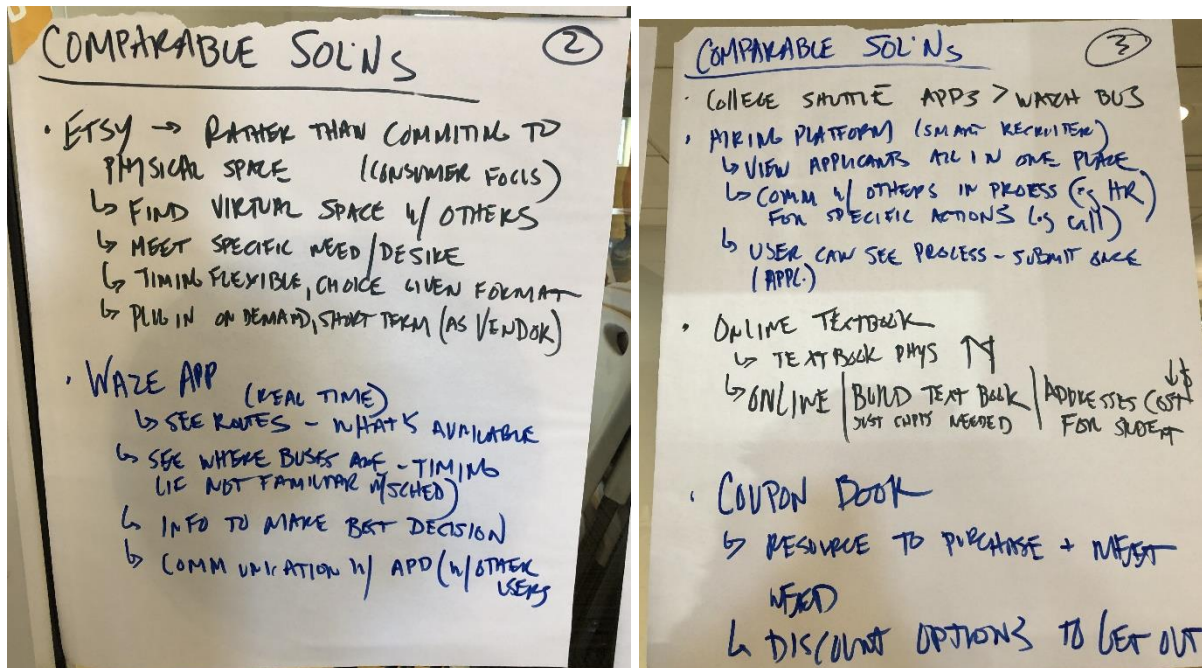 COMPARABLE SOL'NS
2
• ETSY → RATHER THAN COMMITING TO
PHYSICAL SPACE (CONSUMER FOCUS)
↳ FIND VIRTUAL SPACE W/ OTHERS
↳ MEET SPECIFIC NEED/DESIRE
↳ TIMING FLEXIBLE, CHOICE GIVEN FORMAT
↳ PLUG IN ON DEMAND, SHORT TERM (AS VENDOR)
• WAZE APP
(REAL TIME)
↳ SEE ROUTES - WHAT'S AVAILABLE
↳ SEE WHERE BUSES ARE - TIMING
(IF NOT FAMILIAR W/SCHED)
↳ INFO TO MAKE BEST DECISION
↳ COMMUNICATION W/ APP (W/ OTHER
USERS
COMPARABLE SOL'NS
3
• COLLEGE SHUTTLE APPS > WATCH BUS
• HIRING PLATFORM (SMART RECRUITER)
↳ VIEW APPLICANTS ALL IN ONE PLACE
↳ COMM W/ OTHERS IN PROCESS (eg HR)
FOR SPECIFIC ACTIONS (eg call)
↳ USER CAN SEE PROCESS - SUBMIT ONCE
(APPL.)
• ONLINE TEXTBOOK
↳ TEXTBOOK PHYS
↳ ONLINE | BUILD TEXT BOOK | ADDRESSES COST ↓$
JUST CHPTS NEEDED FOR STUDENT
• COUPON BOOK
↳ RESOURCE TO PURCHASE + MEET
NEED
↳ DISCOUNT OPTIONS TO GET OUT